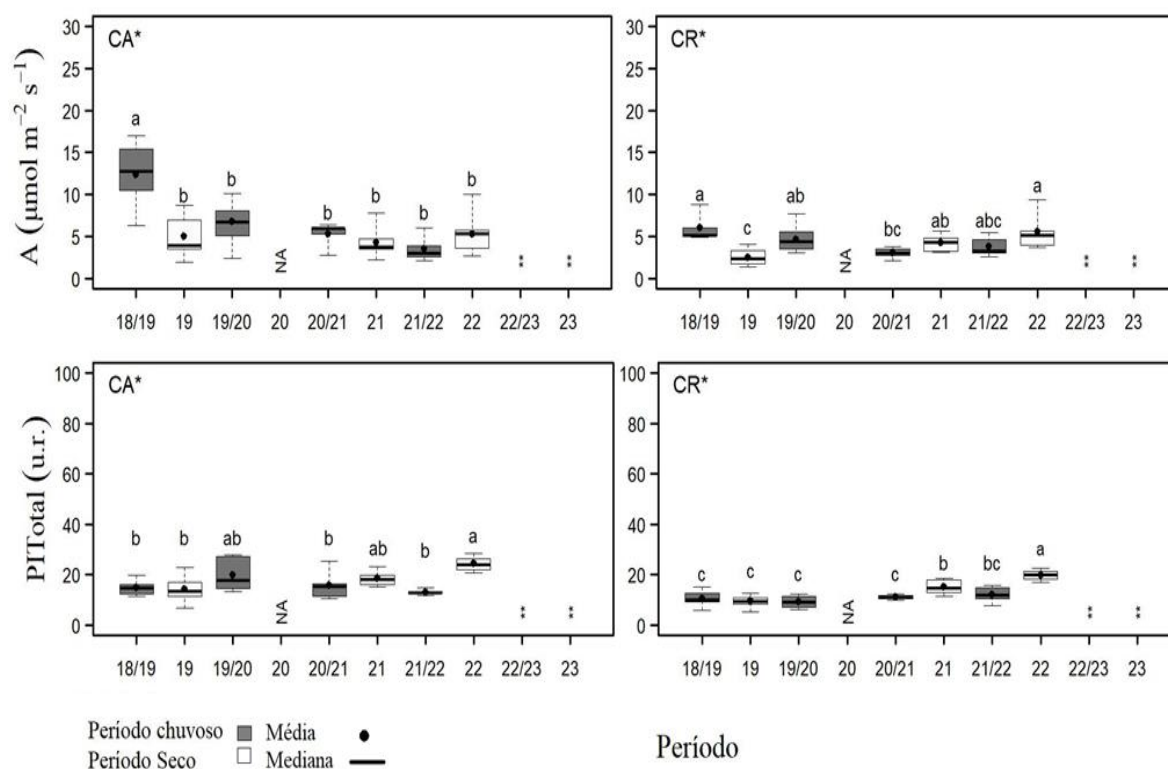 CA*
A (μmol m⁻² s⁻¹)
30
25
20
15
10
5
0
a
b
b
NA
b
b
b
b
**
**
18/19 19 19/20 20 20/21 21 21/22 22 22/23 23
CR*
30
25
20
15
10
5
0
a
c
ab
NA
bc
ab
abc
a
**
**
18/19 19 19/20 20 20/21 21 21/22 22 22/23 23
CA*
PITotal (u.r.)
100
80
60
40
20
0
b
b
ab
NA
b
ab
b
a
**
**
18/19 19 19/20 20 20/21 21 21/22 22 22/23 23
CR*
100
80
60
40
20
0
c
c
c
NA
c
b
bc
a
**
**
18/19 19 19/20 20 20/21 21 21/22 22 22/23 23
Período chuvoso Média
Período Seco Mediana
Período